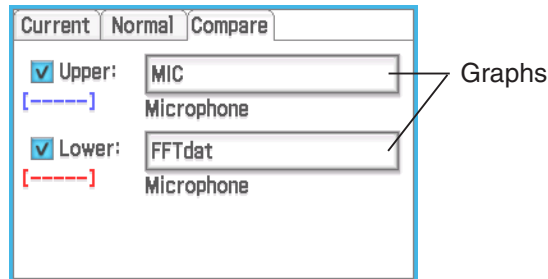 Current Normal Compare
Upper: MIC
[-----] Microphone
Lower: FFTdat
[-----] Microphone
Graphs